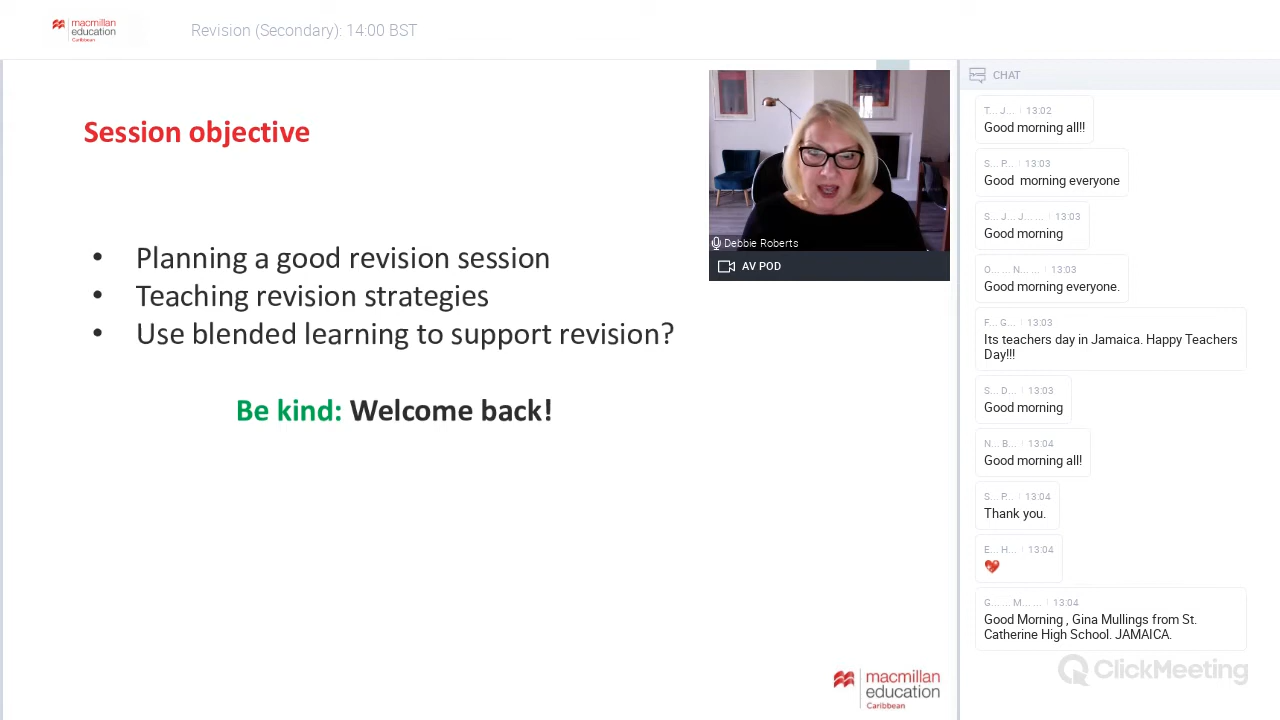 macmillan
education
Caribbean
Revision (Secondary): 14:00 BST
Session objective
• Planning a good revision session
• Teaching revision strategies
• Use blended learning to support revision?
Be kind: Welcome back!
Debbie Roberts
AV POD
CHAT
T... J... 13:02
Good morning all!!
S... P... 13:03
Good morning everyone
S... J... J... ... 13:03
Good morning
O... ... N... ... 13:03
Good morning everyone.
F... G... 13:03
Its teachers day in Jamaica. Happy Teachers
Day!!!
S... D... 13:03
Good morning
N... B... 13:04
Good morning all!
S... P... 13:04
Thank you.
E... H... 13:04
💖
G... ... M... ... 13:04
Good Morning , Gina Mullings from St.
Catherine High School. JAMAICA.
ClickMeeting
macmillan
education
Caribbean